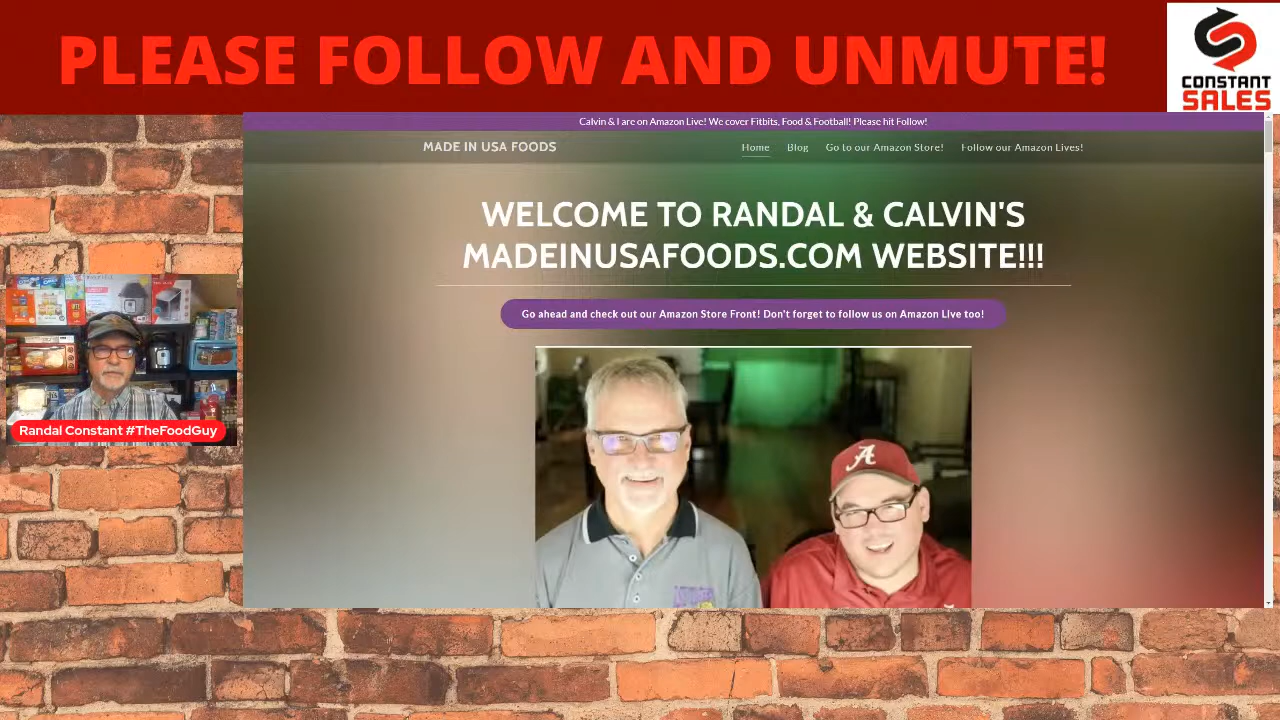 PLEASE FOLLOW AND UNMUTE!
CONSTANT
SALES
Calvin & I are on Amazon Live! We cover Fitbits, Food & Football! Please hit Follow!
MADE IN USA FOODS
Home
Blog
Go to our Amazon Store!
Follow our Amazon Lives!
WELCOME TO RANDAL & CALVIN'S
MADEINUSAFOODS.COM WEBSITE!!!
Go ahead and check out our Amazon Store Front! Don't forget to follow us on Amazon Live too!
A
Randal Constant #TheFoodGuy